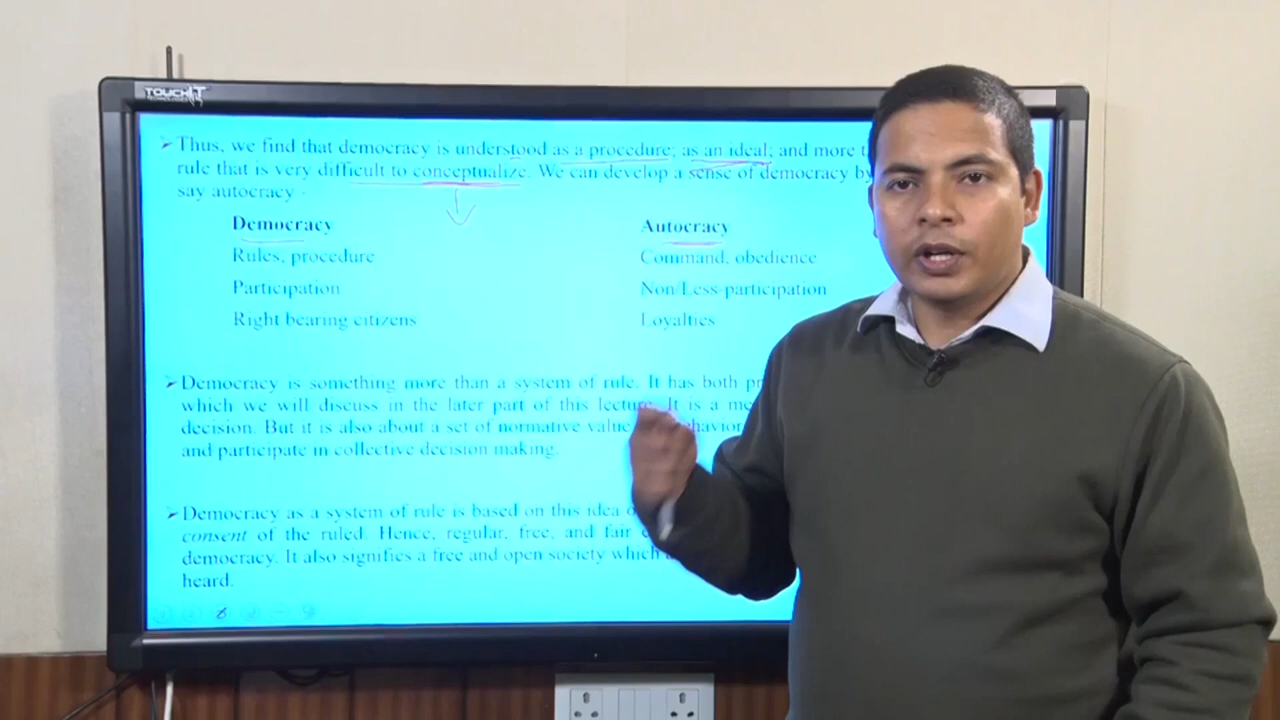 TOUCHIT
TECHNOLOGIES
➢ Thus, we find that democracy is understood as a procedure; as an ideal; and more
rule that is very difficult to conceptualize. We can develop a sense of democracy by
say autocracy -
Democracy Autocracy
Rules, procedure Command, obedience
Participation Non/Less-participation
Right bearing citizens Loyalties
➢ Democracy is something more than a system of rule. It has both
which we will discuss in the later part of this lecture. It is a
decision. But it is also about a set of normative
and participate in collective decision making.
➢ Democracy as a system of rule is based on this idea
consent of the ruled. Hence, regular, free, and fair
democracy. It also signifies a free and open society which
heard.